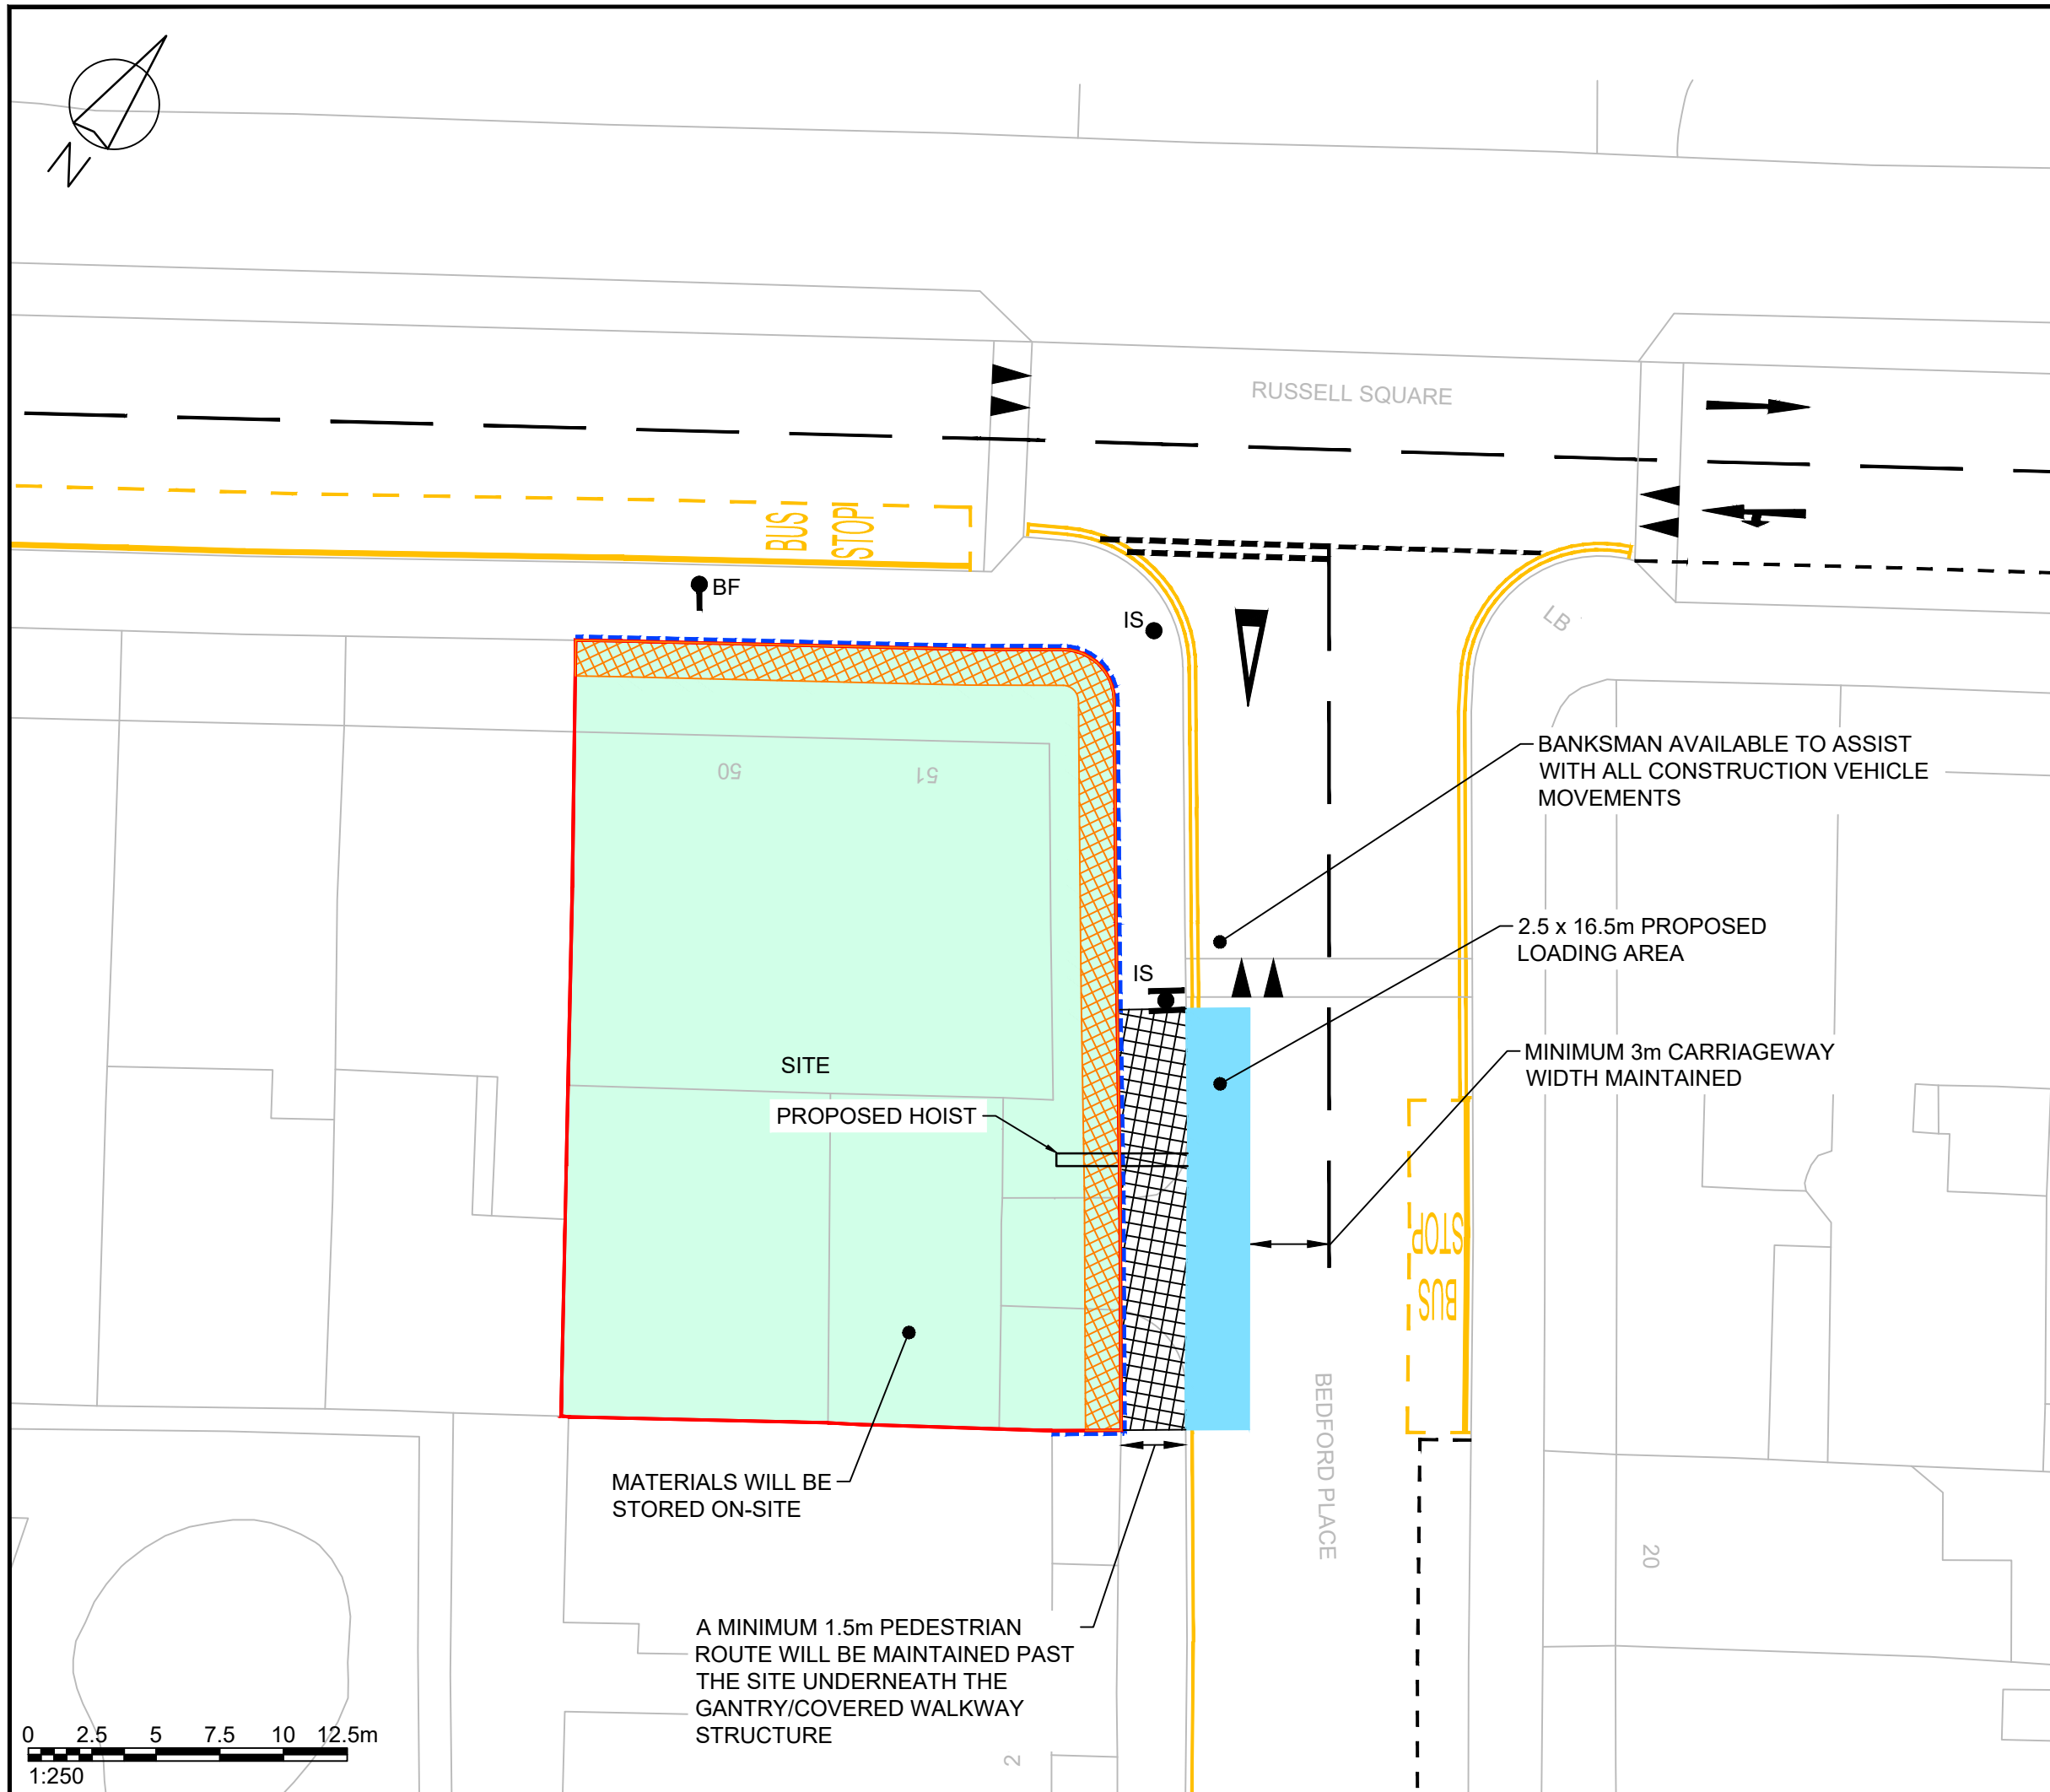 N
RUSSELL SQUARE
BUS
STOP
BF
IS
LB
50
51
BANKSMAN AVAILABLE TO ASSIST
WITH ALL CONSTRUCTION VEHICLE
MOVEMENTS
2.5 x 16.5m PROPOSED
LOADING AREA
IS
MINIMUM 3m CARRIAGEWAY
WIDTH MAINTAINED
SITE
PROPOSED HOIST
BUS
STOP
BEDFORD PLACE
MATERIALS WILL BE
STORED ON-SITE
20
A MINIMUM 1.5m PEDESTRIAN
ROUTE WILL BE MAINTAINED PAST
THE SITE UNDERNEATH THE
GANTRY/COVERED WALKWAY
STRUCTURE
2
0 2.5 5 7.5 10 12.5m
1:250